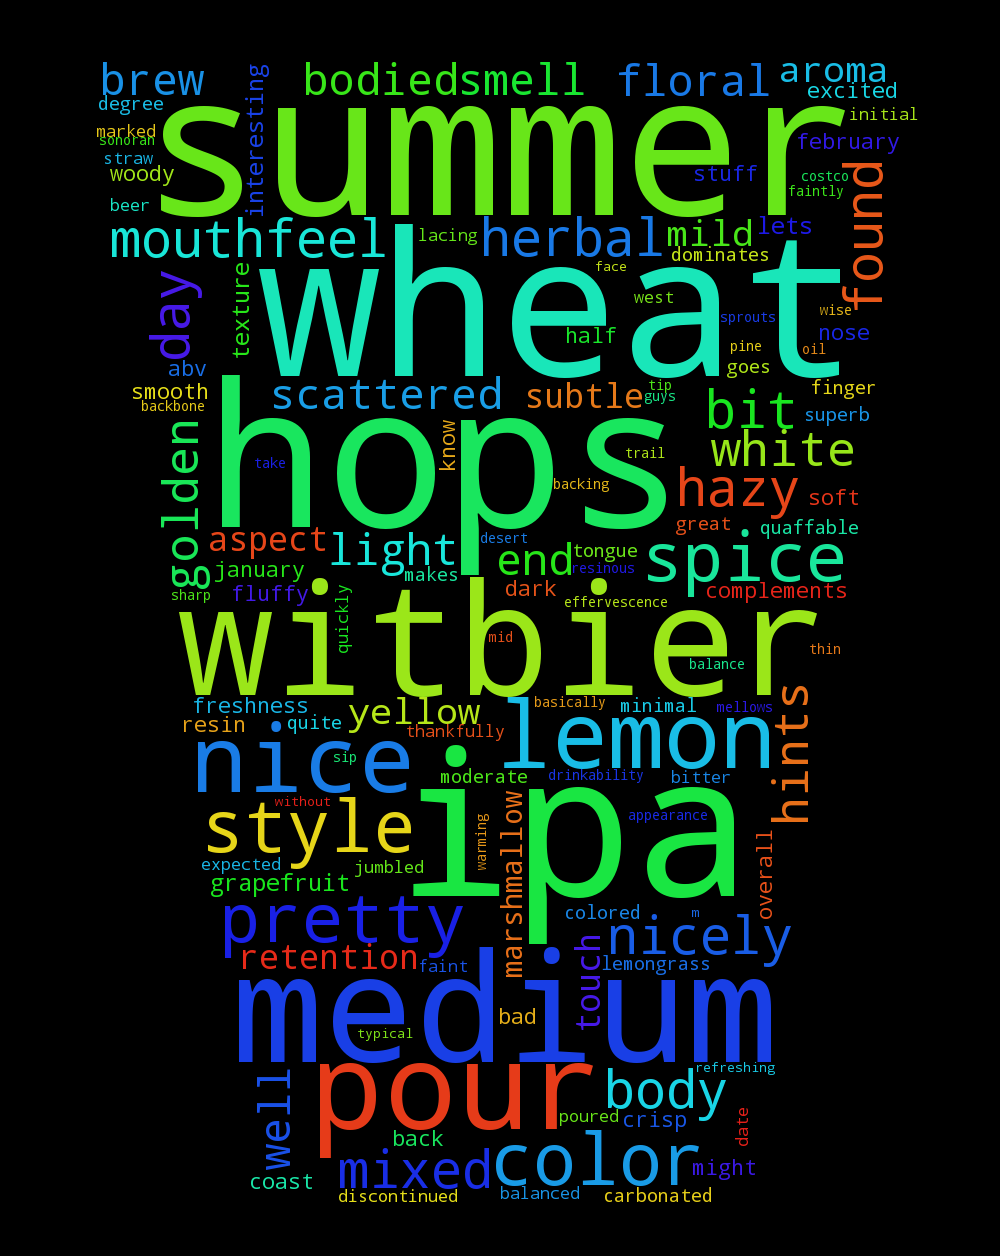 brew
bodied
smell
floral
aroma
excited
degree
interesting
summer
initial
marked
sonoran
february
straw
woody
stuff
costco
faintly
found
beer
mouthfeel
lacing
herbal
mild
lets
dominates
day
texture
wheat
face
west
sprouts
wise
half
nose
pine
oil
abv
goes
smooth
scattered
subtle
tip
guys
finger
backbone
bit
superb
golden
hops
know
white
take
trail
backing
hazy
soft
aspect
light
desert
great
quaffable
end
tongue
spice
january
makes
resinous
sharp
fluffy
quickly
dark
effervescence
complements
witbier
mid
balance
thin
freshness
yellow
basically
minimal
mellows
hints
resin
quite
thankfully
lemon
nice
sip
moderate
drinkability
bitter
without
style
ipa
warming
marshmallow
appearance
expected
jumbled
overall
grapefruit
pretty
colored
m
nicely
retention
faint
touch
lemongrass
medium
bad
typical
pour
refreshing
well
body
poured
crisp
date
back
mixed
color
might
coast
discontinued
balanced
carbonated